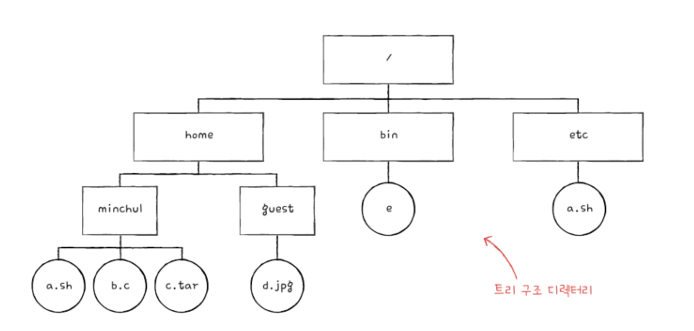 /
home
bin
etc
minchul
guest
e
a.sh
a.sh
b.c
c.tar
d.jpg
트리 구조 디렉터리